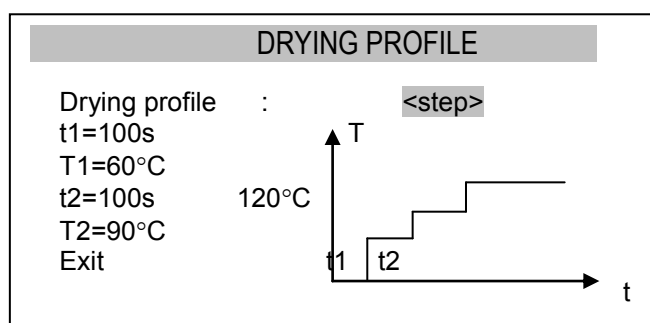 DRYING PROFILE
Drying profile : <step>
t1=100s
T
T1=60°C
t2=100s 120°C
T2=90°C
Exit t1 t2
t